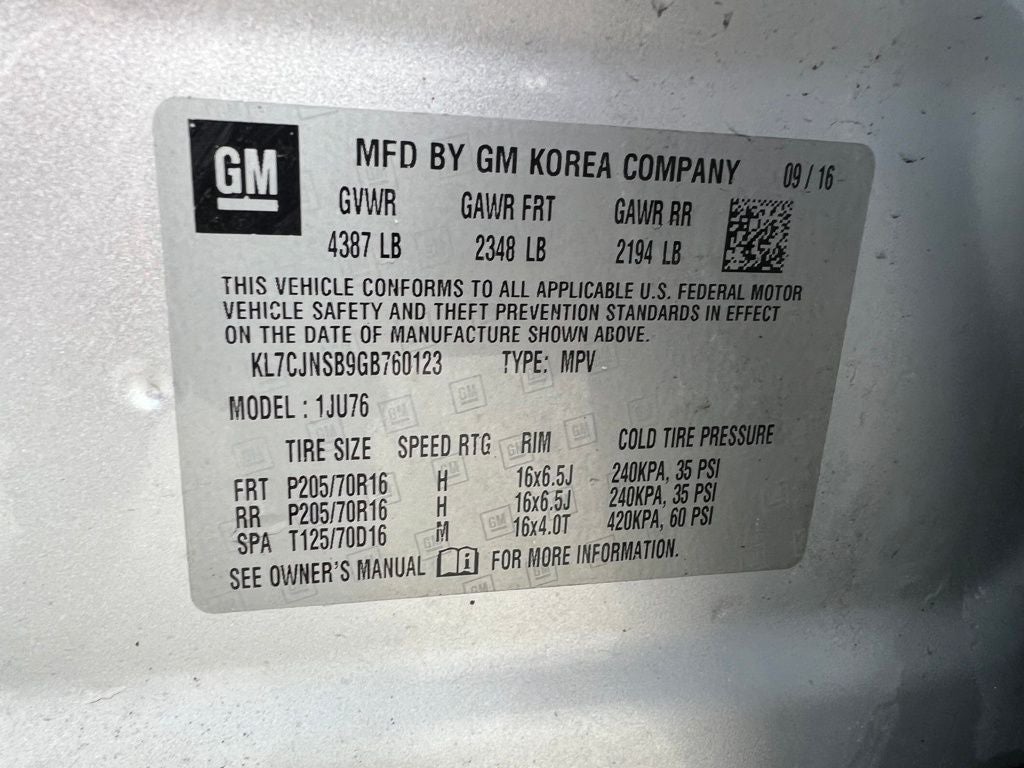 GM
MFD BY GM KOREA COMPANY 09/16
GVWR GAWR FRT GAWR RR
4387 LB 2348 LB 2194 LB
THIS VEHICLE CONFORMS TO ALL APPLICABLE U.S. FEDERAL MOTOR
VEHICLE SAFETY AND THEFT PREVENTION STANDARDS IN EFFECT
ON THE DATE OF MANUFACTURE SHOWN ABOVE.
KL7CJNSB9GB760123 TYPE: MPV
MODEL : 1JU76
TIRE SIZE SPEED RTG RIM COLD TIRE PRESSURE
FRT P205/70R16 H 16x6.5J 240KPA, 35 PSI
RR P205/70R16 H 16x6.5J 240KPA, 35 PSI
SPA T125/70D16 M 16x4.0T 420KPA, 60 PSI
SEE OWNER'S MANUAL i FOR MORE INFORMATION.